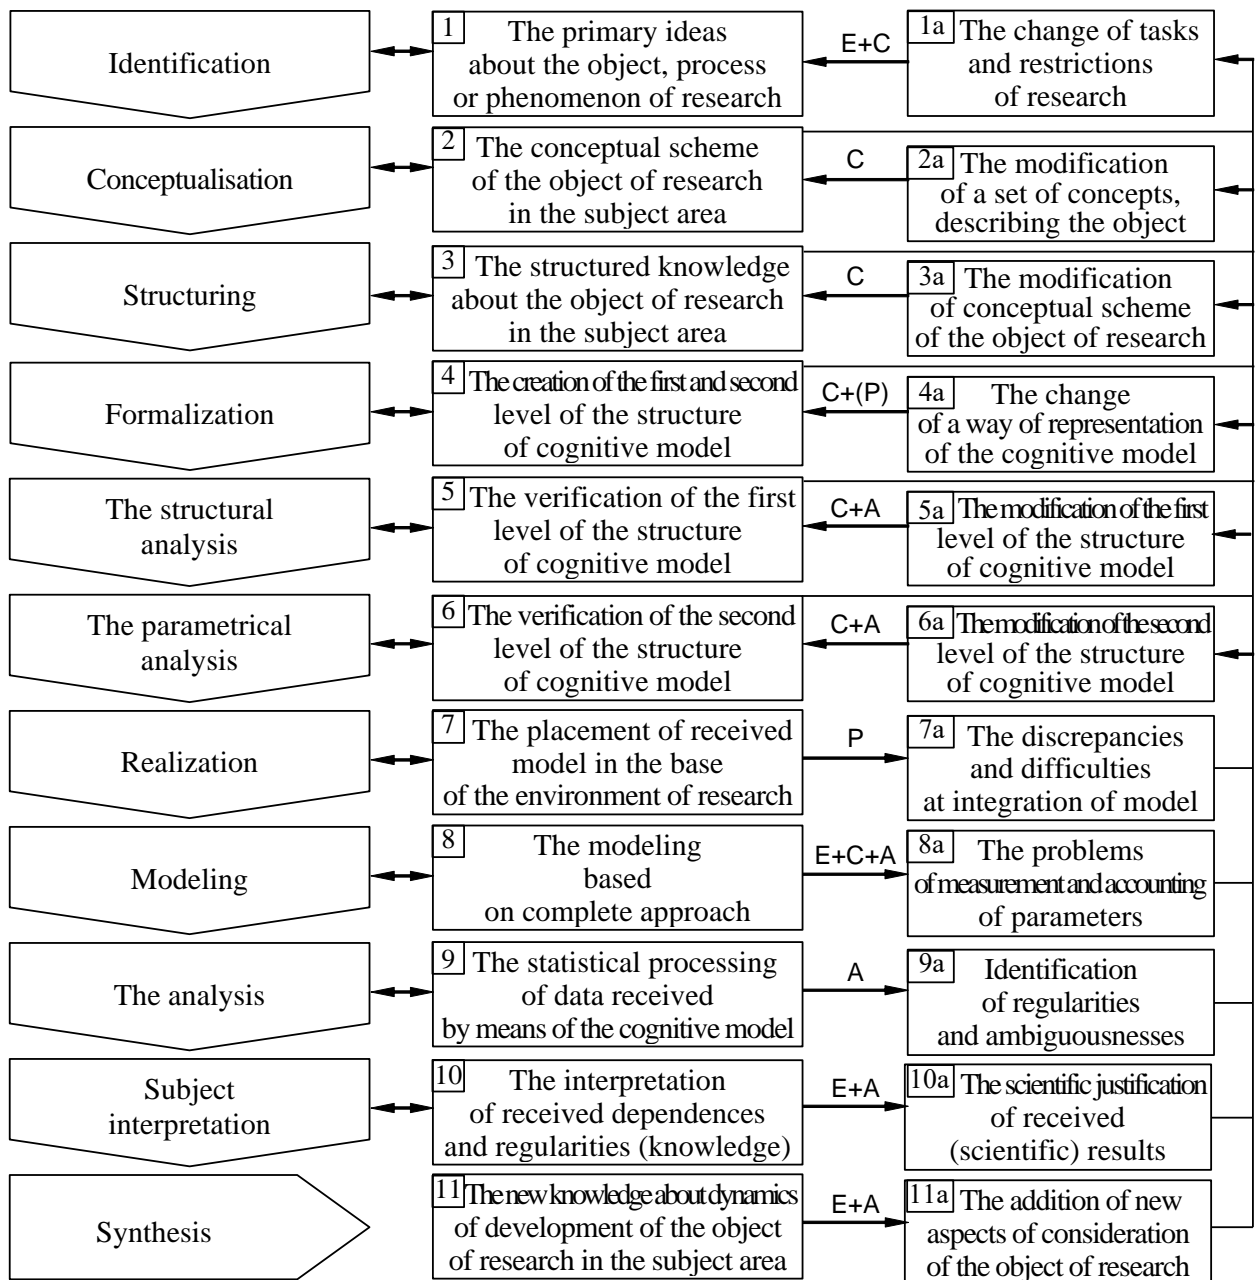 Identification
1 The primary ideas
about the object, process
or phenomenon of research
E+C
1a The change of tasks
and restrictions
of research
Conceptualisation
2 The conceptual scheme
of the object of research
in the subject area
C
2a The modification
of a set of concepts,
describing the object
Structuring
3 The structured knowledge
about the object of research
in the subject area
C
3a The modification
of conceptual scheme
of the object of research
Formalization
4 The creation of the first and second
level of the structure
of cognitive model
C+(P)
4a The change
of a way of representation
of the cognitive model
The structural
analysis
5 The verification of the first
level of the structure
of cognitive model
C+A
5a The modification of the first
level of the structure
of cognitive model
The parametrical
analysis
6 The verification of the second
level of the structure
of cognitive model
C+A
6a The modification of the second
level of the structure
of cognitive model
Realization
7 The placement of received
model in the base
of the environment of research
P
7a The discrepancies
and difficulties
at integration of model
Modeling
8 The modeling
based
on complete approach
E+C+A
8a The problems
of measurement and accounting
of parameters
The analysis
9 The statistical processing
of data received
by means of the cognitive model
A
9a Identification
of regularities
and ambiguousnesses
Subject
interpretation
10 The interpretation
of received dependences
and regularities (knowledge)
E+A
10a The scientific justification
of received
(scientific) results
Synthesis
11 The new knowledge about dynamics
of development of the object
of research in the subject area
E+A
11a The addition of new
aspects of consideration
of the object of research